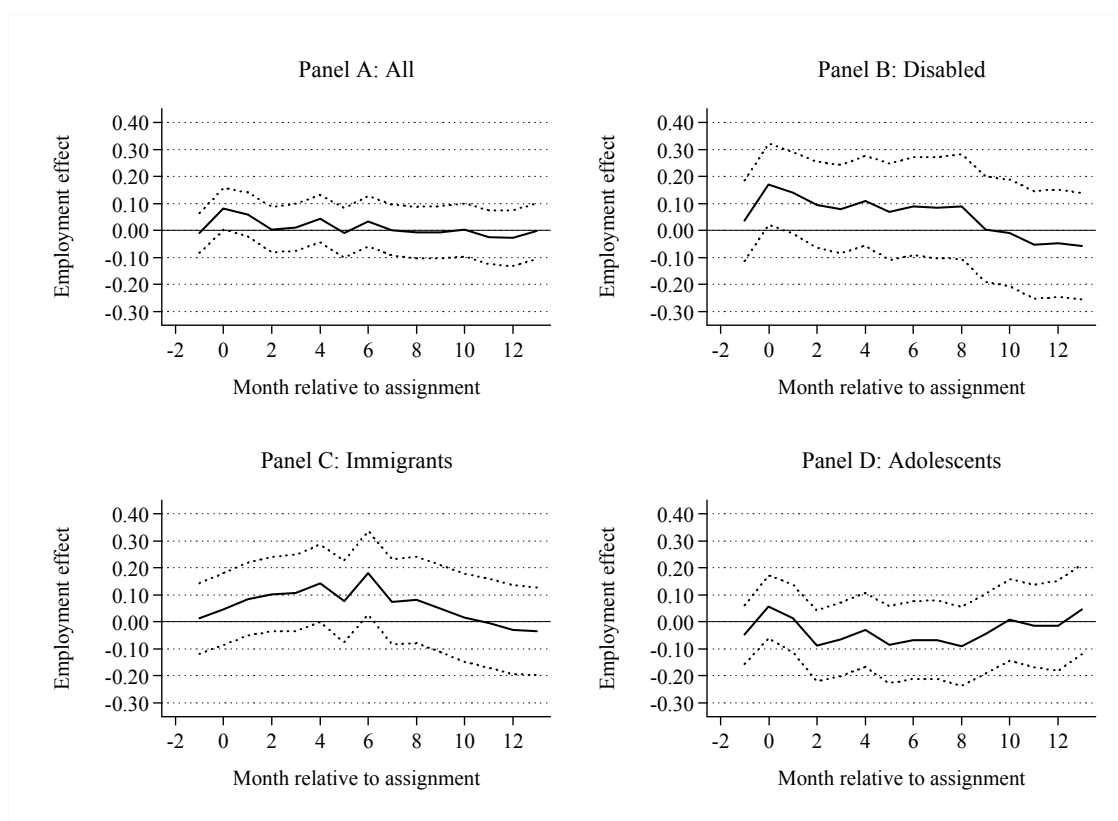 Panel A: All
Employment effect
0.40
0.30
0.20
0.10
0.00
-0.10
-0.20
-0.30
-2 0 2 4 6 8 10 12
Month relative to assignment
Panel B: Disabled
Employment effect
0.40
0.30
0.20
0.10
0.00
-0.10
-0.20
-0.30
-2 0 2 4 6 8 10 12
Month relative to assignment
Panel C: Immigrants
Employment effect
0.40
0.30
0.20
0.10
0.00
-0.10
-0.20
-0.30
-2 0 2 4 6 8 10 12
Month relative to assignment
Panel D: Adolescents
Employment effect
0.40
0.30
0.20
0.10
0.00
-0.10
-0.20
-0.30
-2 0 2 4 6 8 10 12
Month relative to assignment